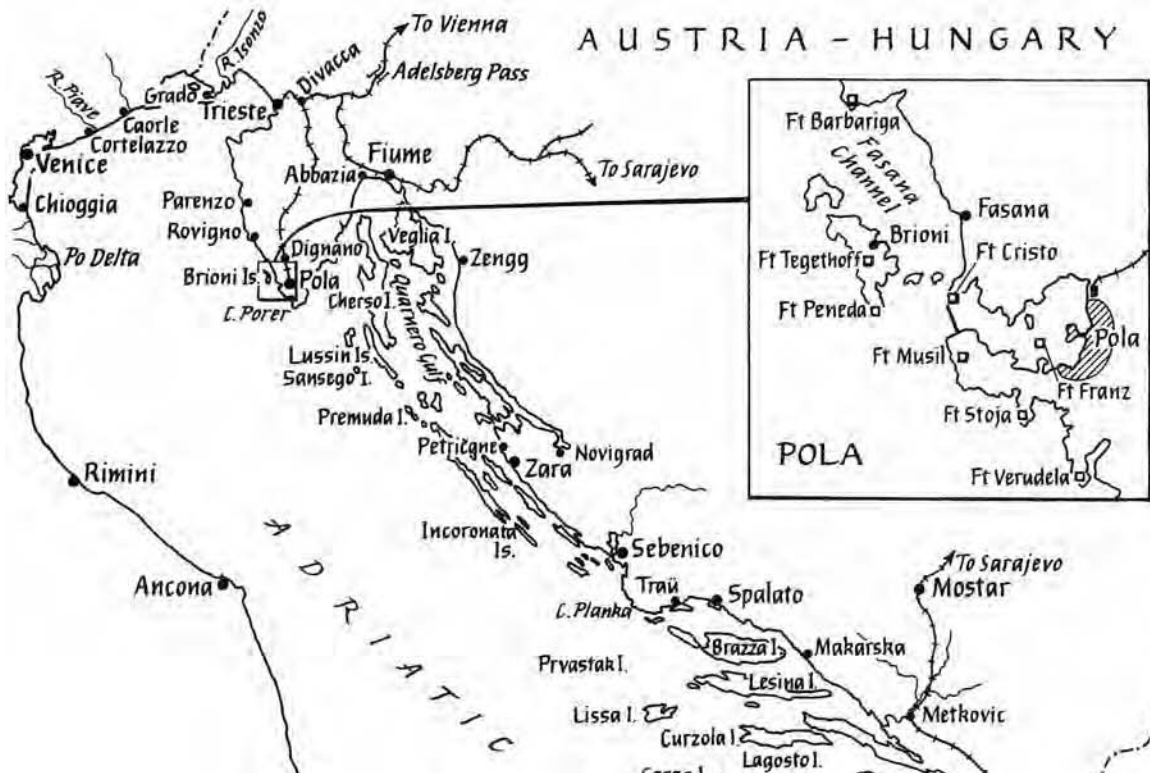 AUSTRIA - HUNGARY
To Vienna
R. Isonzo
Divacca
Adelsberg Pass
R. Piave
Grado
Trieste
Caorle
Cortelazzo
Venice
Fiume
Abbazia
To Sarajevo
Chioggia
Parenzo
Rovigno
Veglia I.
Po Delta
Dignano
Zengg
Brioni Is.
Pola
Cherso I.
C. Porer
Quarnero Gulf
Lussin Is.
Sansego I.
Premuda I.
Petricgne
Novigrad
Zara
Rimini
Incoronata
Is.
ADRIATIC
Sebenico
Ancona
Traü
Spalato
C. Planka
To Sarajevo
Mostar
Brazza I.
Makarska
Prvastak I.
Lesina I.
Lissa I.
Metkovic
Curzola I.
Lagosto I.
Ft Barbariga
Fasana
Channel
Fasana
Brioni
Ft Cristo
Ft Tegethoff
Ft Peneda
Pola
Ft Musil
Ft Franz
Ft Stoja
POLA
Ft Verudela